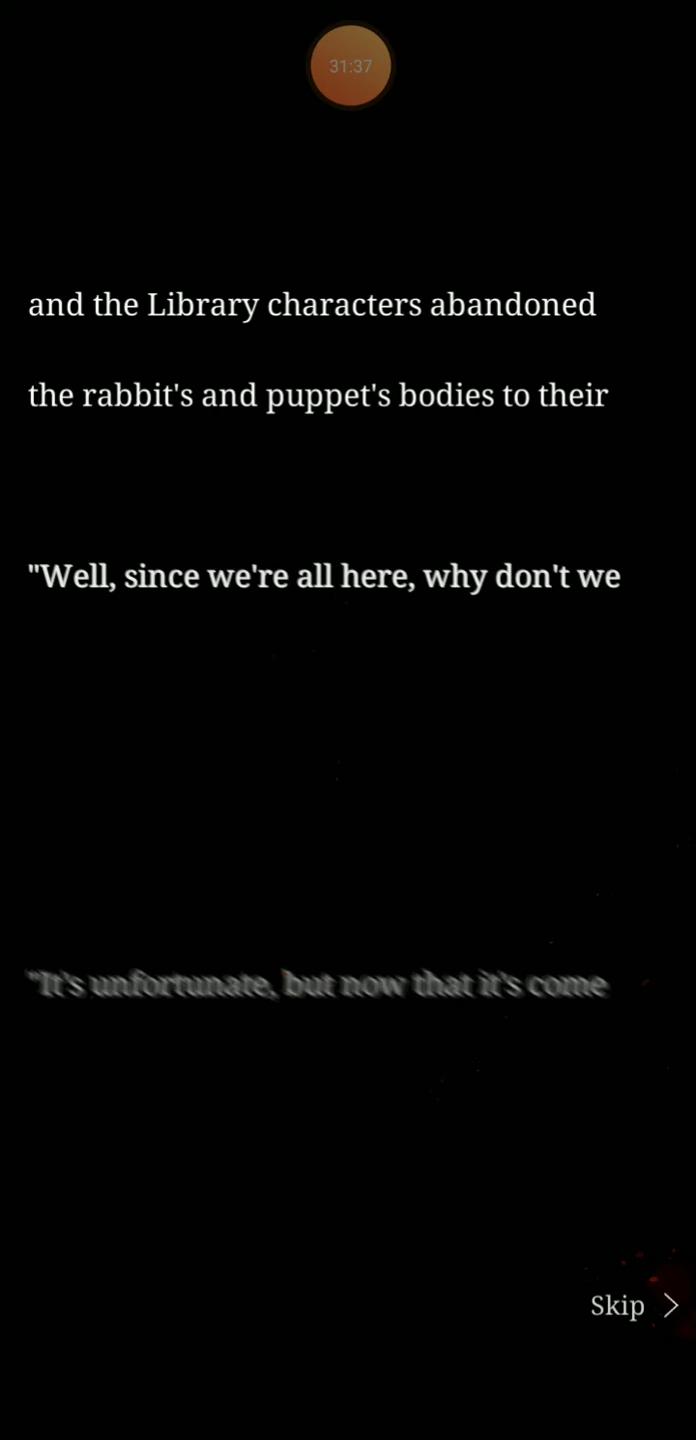 31:37
and the Library characters abandoned
the rabbit's and puppet's bodies to their
"Well, since we're all here, why don't we
"It's unfortunate, but now that it's come
Skip